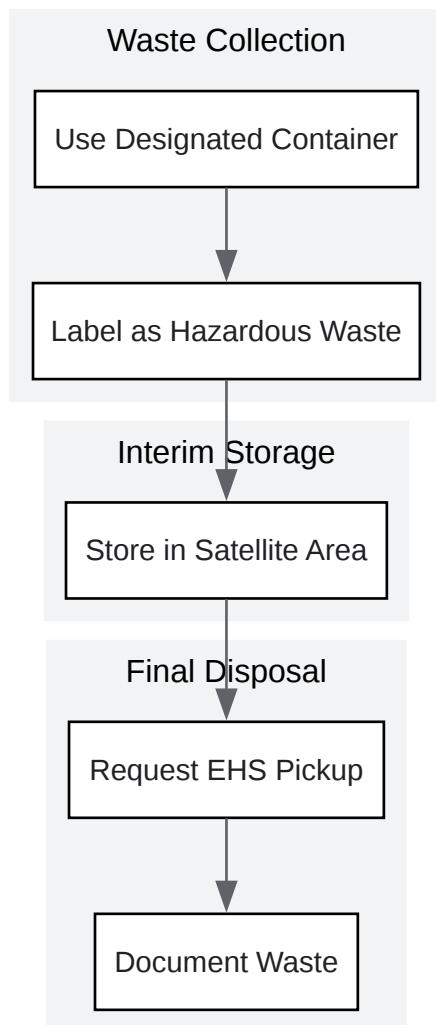 Waste Collection
Use Designated Container
Label as Hazardous Waste
Interim Storage
Store in Satellite Area
Final Disposal
Request EHS Pickup
Document Waste